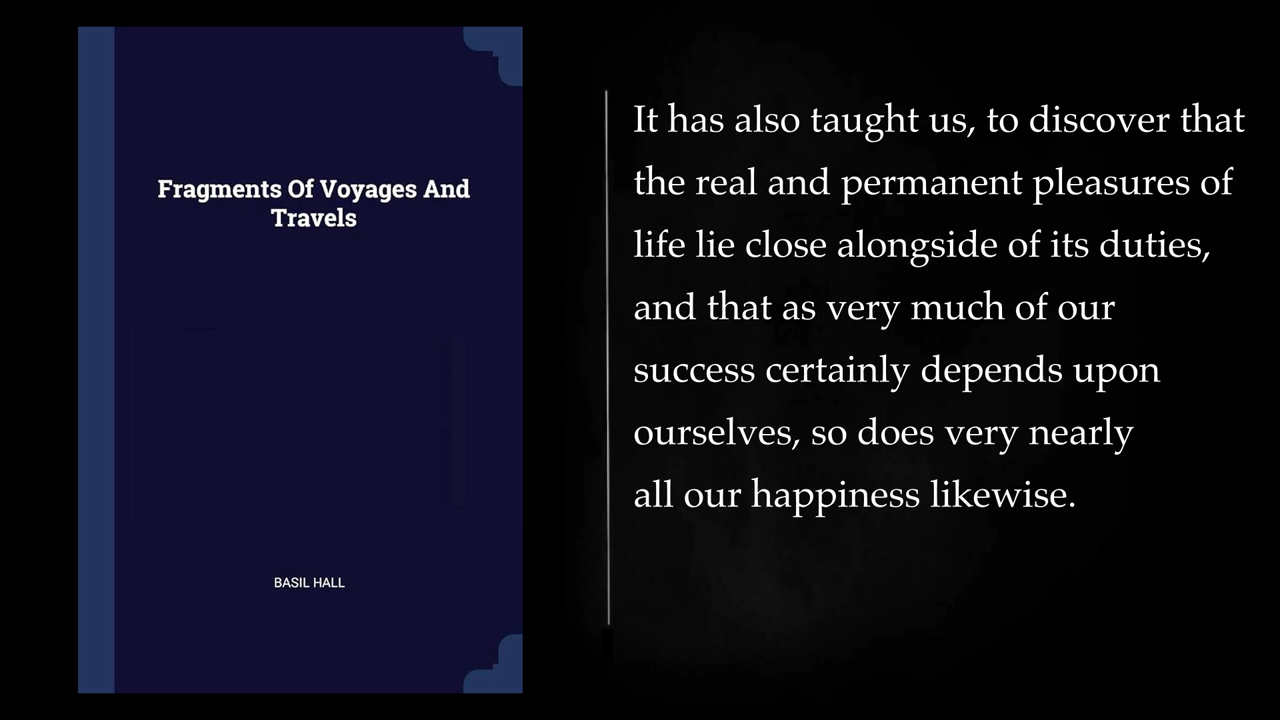 Fragments Of Voyages And
Travels
BASIL HALL
It has also taught us, to discover that
the real and permanent pleasures of
life lie close alongside of its duties,
and that as very much of our
success certainly depends upon
ourselves, so does very nearly
all our happiness likewise.